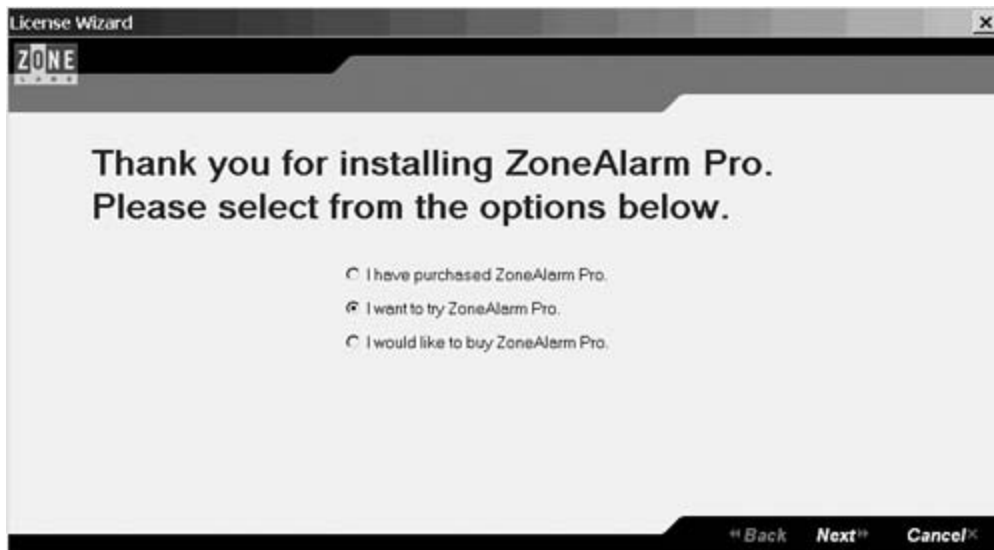 License Wizard
ZONE
LABS
Thank you for installing ZoneAlarm Pro.
Please select from the options below.
I have purchased ZoneAlarm Pro.
I want to try ZoneAlarm Pro.
I would like to buy ZoneAlarm Pro.
Back Next Cancel